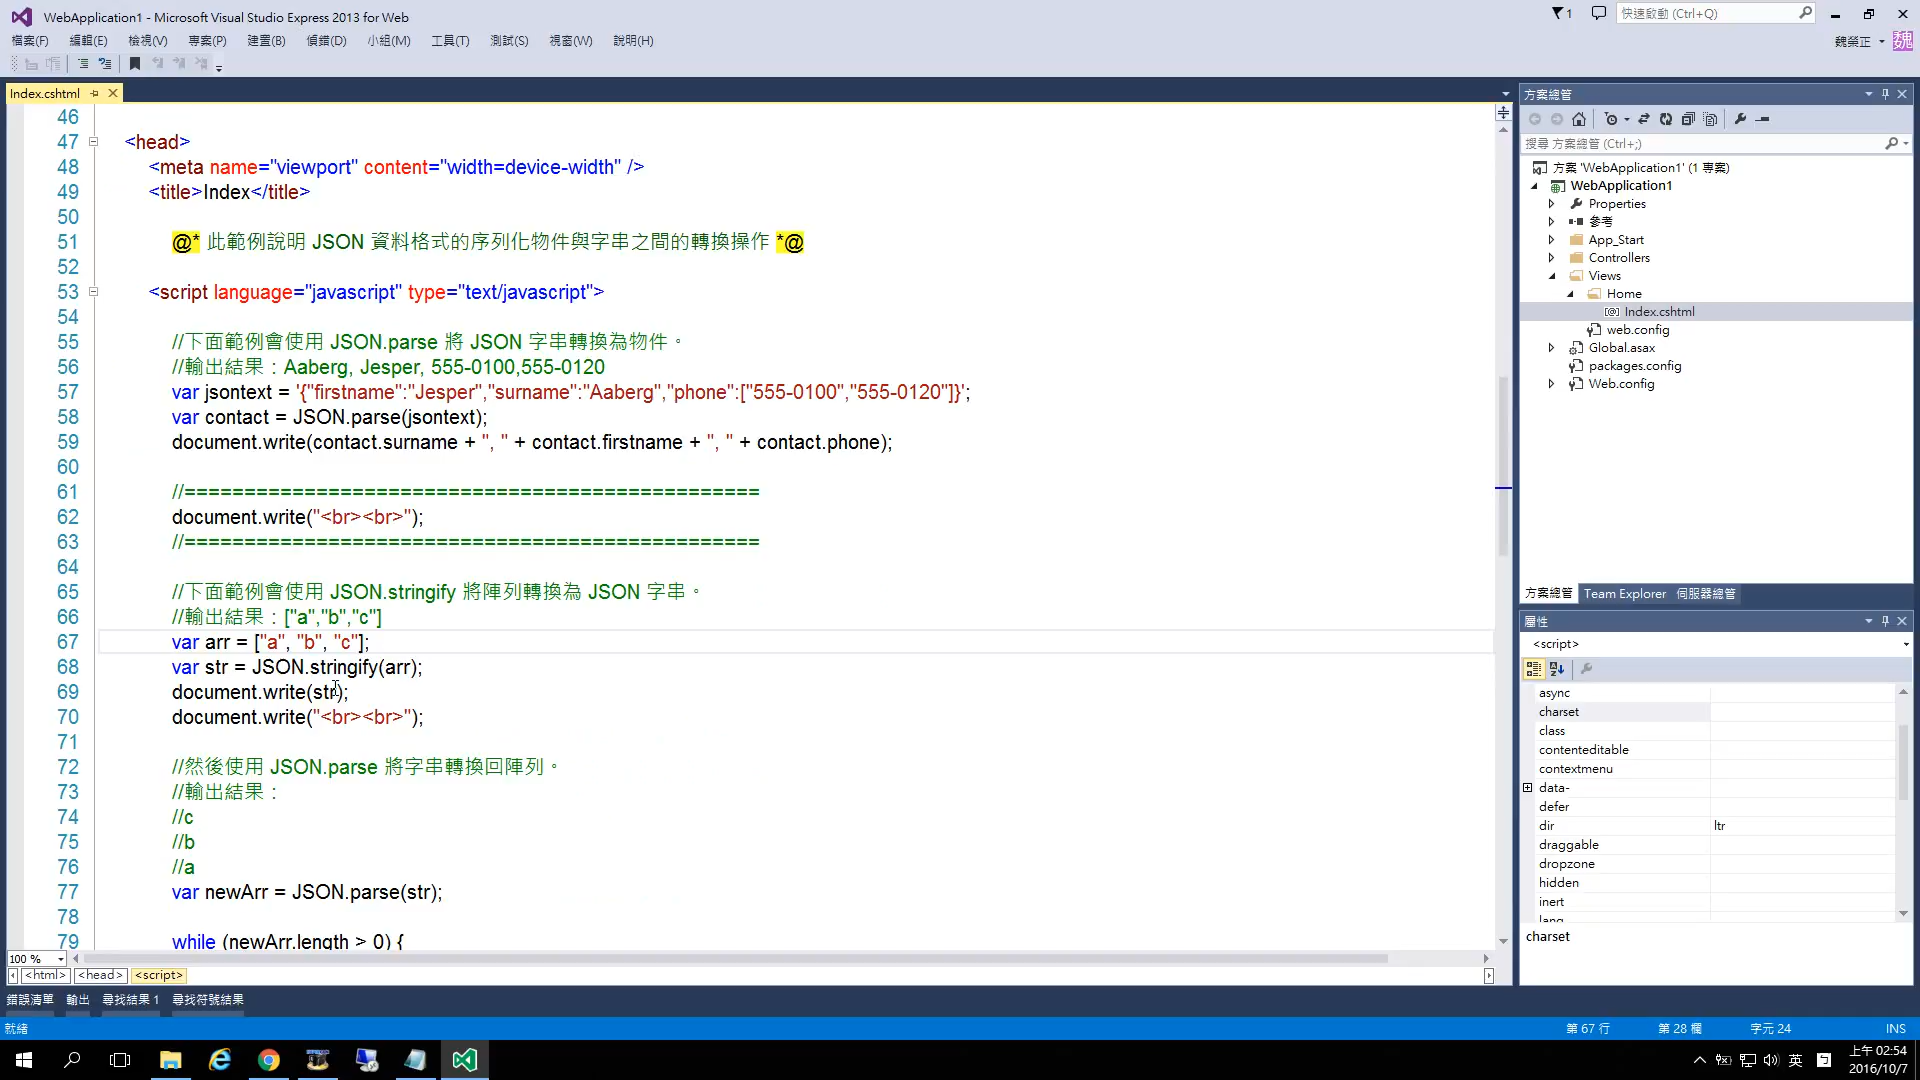 WebApplication1 - Microsoft Visual Studio Express 2013 for Web
1
快速啟動 (Ctrl+Q)
檔案(F) 編輯(E) 檢視(V) 專案(P) 建置(B) 偵錯(D) 小組(M) 工具(T) 測試(S) 視窗(W) 說明(H)
魏榮正 魏
Index.cshtml
46
47 <head>
48 <meta name="viewport" content="width=device-width" />
49 <title>Index</title>
50
51 @* 此範例說明 JSON 資料格式的序列化物件與字串之間的轉換操作 *@
52
53 <script language="javascript" type="text/javascript">
54
55 //下面範例會使用 JSON.parse 將 JSON 字串轉換為物件。
56 //輸出結果：Aaberg, Jesper, 555-0100,555-0120
57 var jsontext = '{"firstname":"Jesper","surname":"Aaberg","phone":["555-0100","555-0120"]}';
58 var contact = JSON.parse(jsontext);
59 document.write(contact.surname + ", " + contact.firstname + ", " + contact.phone);
60
61 //================================================
62 document.write("<br><br>");
63 //================================================
64
65 //下面範例會使用 JSON.stringify 將陣列轉換為 JSON 字串。
66 //輸出結果：["a","b","c"]
67 var arr = ["a", "b", "c"];
68 var str = JSON.stringify(arr);
69 document.write(str);
70 document.write("<br><br>");
71
72 //然後使用 JSON.parse 將字串轉換回陣列。
73 //輸出結果：
74 //c
75 //b
76 //a
77 var newArr = JSON.parse(str);
78
79 while (newArr.length > 0) {
100 %
<html> <head> <script>
錯誤清單 輸出 尋找結果 1 尋找符號結果
方案總管
搜尋 方案總管 (Ctrl+;)
方案 'WebApplication1' (1 專案)
WebApplication1
Properties
參考
App_Start
Controllers
Views
Home
Index.cshtml
web.config
Global.asax
packages.config
Web.config
方案總管 Team Explorer 伺服器總管
屬性
<script>
async
charset
class
contenteditable
contextmenu
data-
defer
dir ltr
draggable
dropzone
hidden
inert
lang
charset
就緒 第 67 行 第 28 欄 字元 24 INS
英
上午 02:54
2016/10/7